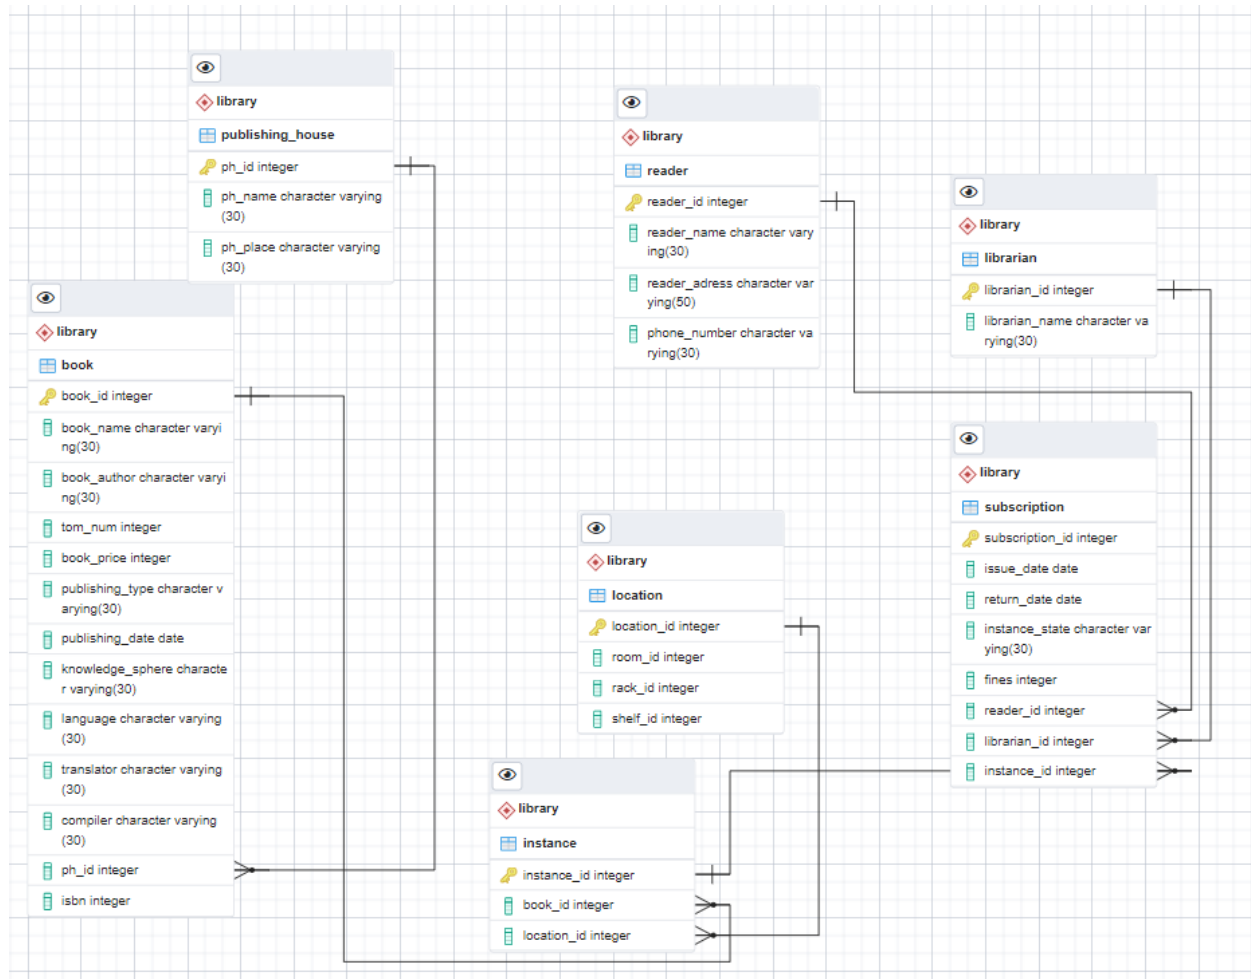 library
publishing_house
ph_id integer
ph_name character varying
(30)
ph_place character varying
(30)
library
book
book_id integer
book_name character varyi
ng(30)
book_author character varyi
ng(30)
tom_num integer
book_price integer
publishing_type character v
arying(30)
publishing_date date
knowledge_sphere characte
r varying(30)
language character varying
(30)
translator character varying
(30)
compiler character varying
(30)
ph_id integer
isbn integer
library
reader
reader_id integer
reader_name character vary
ing(30)
reader_adress character var
ying(50)
phone_number character va
rying(30)
library
librarian
librarian_id integer
librarian_name character va
rying(30)
library
location
location_id integer
room_id integer
rack_id integer
shelf_id integer
library
subscription
subscription_id integer
issue_date date
return_date date
instance_state character var
ying(30)
fines integer
reader_id integer
librarian_id integer
instance_id integer
library
instance
instance_id integer
book_id integer
location_id integer